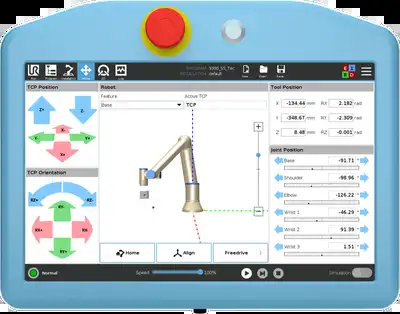 UR
Run Program Installation Move I/O Log
PROGRAM
INSTALLATION default
New Open Save
TCP Position
Robot
Tool Position
Feature
Active TCP
Base
TCP
Z+
Z-
X-
Y-
Y+
X+
X -134.44 mm RX 2.182 rad
Y -348.67 mm RY -2.309 rad
Z 8.48 mm RZ -0.001 rad
Joint Position
Base -91.71
Shoulder -98.96
Elbow -126.22
Wrist 1 -46.29
Wrist 2 91.39
Wrist 3 1.51
TCP Orientation
RZ+ RZ-
RY-
RX- RX+
RY+
Home
Align
Freedrive
Normal
Speed 100%
Simulation